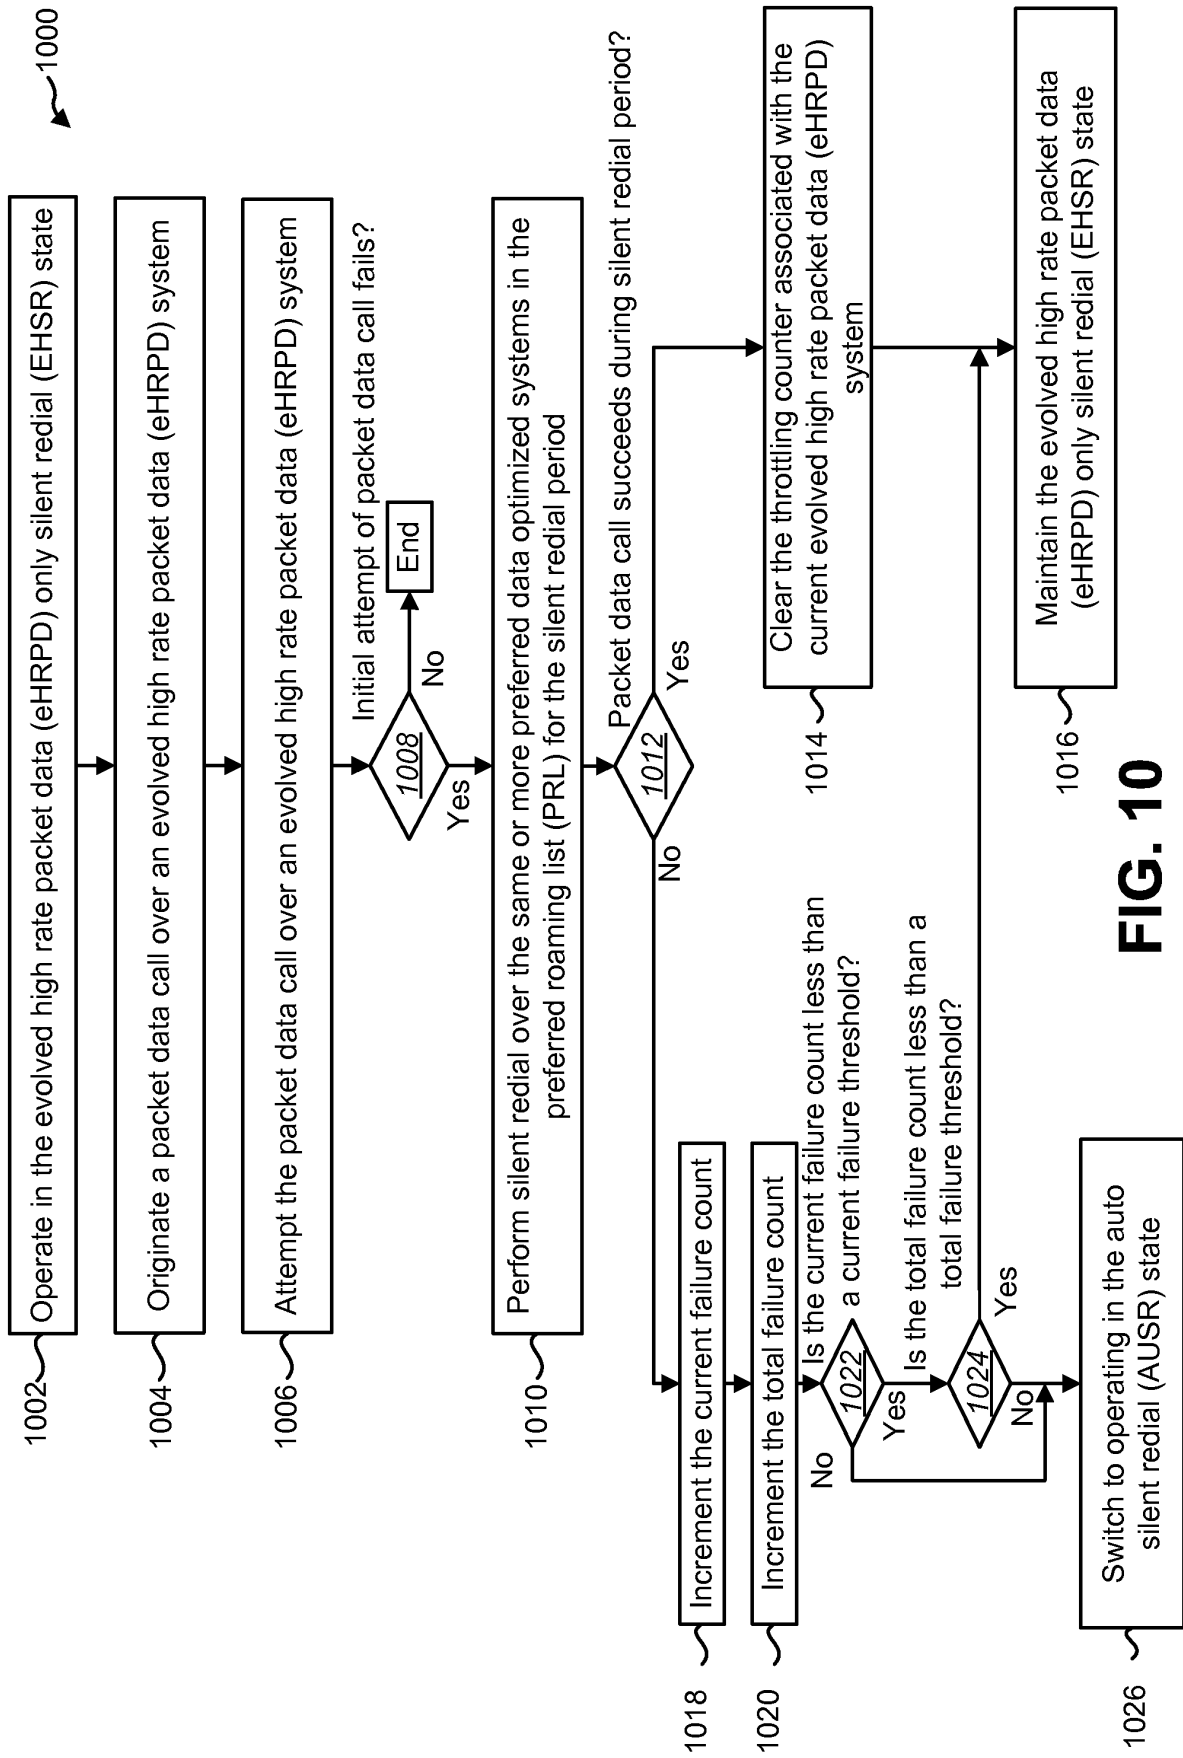 1000
1002
Operate in the evolved high rate packet data (eHRPD) only silent redial (EHSR) state
1004
Originate a packet data call over an evolved high rate packet data (eHRPD) system
1006
Attempt the packet data call over an evolved high rate packet data (eHRPD) system
Initial attempt of packet data call fails?
1008
No
End
Yes
1010
Perform silent redial over the same or more preferred data optimized systems in the
preferred roaming list (PRL) for the silent redial period
Packet data call succeeds during silent redial period?
1012
No
Yes
1014
Clear the throttling counter associated with the
current evolved high rate packet data (eHRPD)
system
1016
Maintain the evolved high rate packet data
(eHRPD) only silent redial (EHSR) state
1018
Increment the current failure count
1020
Increment the total failure count
Is the current failure count less than
a current failure threshold?
1022
No
Yes
Is the total failure count less than a
total failure threshold?
1024
Yes
No
1026
Switch to operating in the auto
silent redial (AUSR) state
FIG. 10